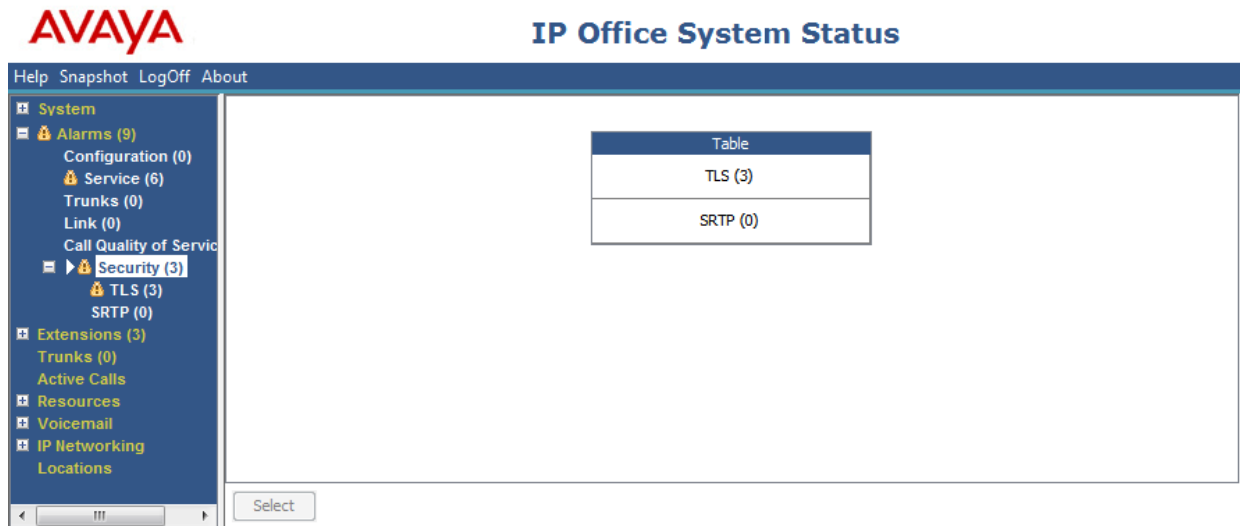 AVAYA
IP Office System Status
Help Snapshot LogOff About
System
Alarms (9)
Configuration (0)
Service (6)
Trunks (0)
Link (0)
Call Quality of Servic
Security (3)
TLS (3)
SRTP (0)
Extensions (3)
Trunks (0)
Active Calls
Resources
Voicemail
IP Networking
Locations
Table
TLS (3)
SRTP (0)
Select